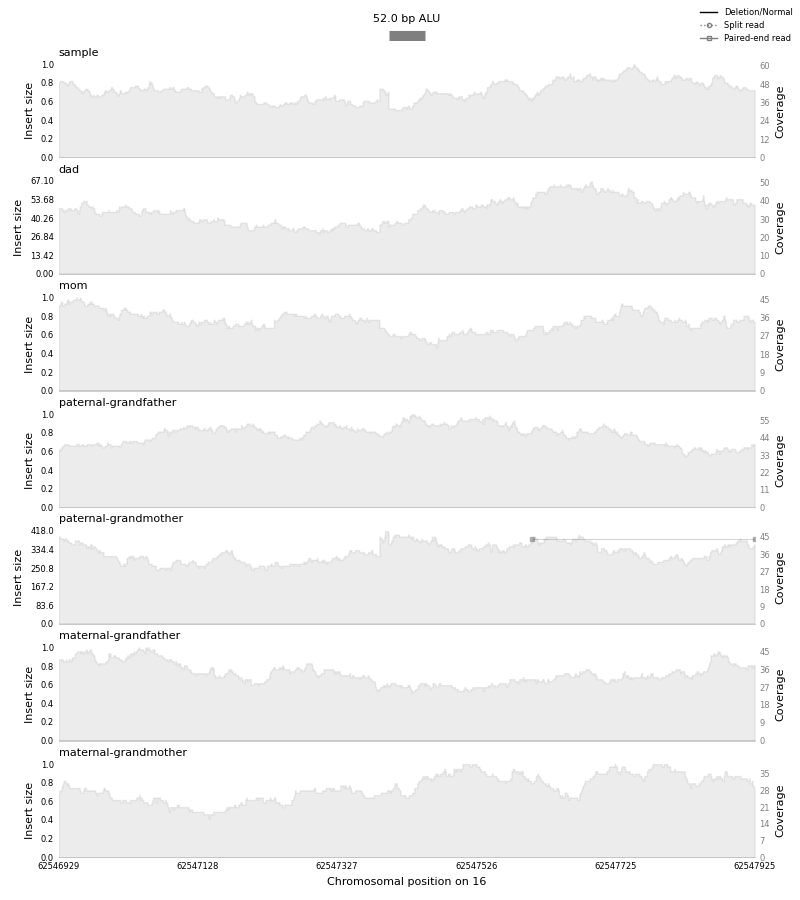 52.0 bp ALU
Deletion/Normal
Split read
Paired-end read
sample
1.0 60
0.8 48
0.6 36
0.4 24
0.2 12
0.0 0
Insert size Coverage
dad
67.10 50
53.68 40
40.26 30
26.84 20
13.42 10
0.00 0
Insert size Coverage
mom
1.0 45
0.8 36
0.6 27
0.4 18
0.2 9
0.0 0
Insert size Coverage
paternal-grandfather
1.0 55
0.8 44
0.6 33
0.4 22
0.2 11
0.0 0
Insert size Coverage
paternal-grandmother
418.0 45
334.4 36
250.8 27
167.2 18
83.6 9
0.0 0
Insert size Coverage
maternal-grandfather
1.0 45
0.8 36
0.6 27
0.4 18
0.2 9
0.0 0
Insert size Coverage
maternal-grandmother
1.0 35
0.8 28
0.6 21
0.4 14
0.2 7
0.0 0
Insert size Coverage
62546929 62547128 62547327 62547526 62547725 62547925
Chromosomal position on 16